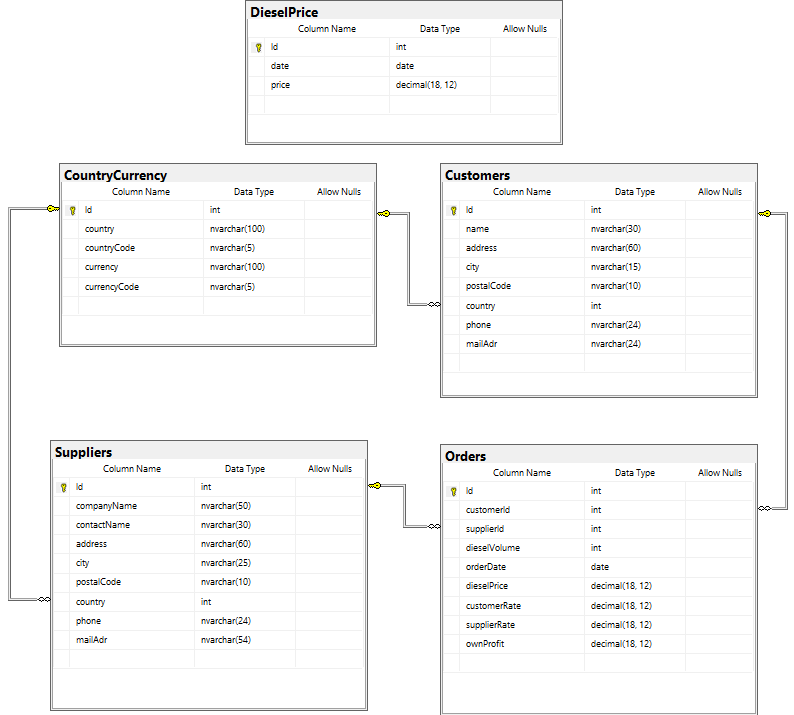 DieselPrice
Column Name Data Type Allow Nulls
Id int
date date
price decimal(18, 12)
CountryCurrency
Column Name Data Type Allow Nulls
Id int
country nvarchar(100)
countryCode nvarchar(5)
currency nvarchar(100)
currencyCode nvarchar(5)
Customers
Column Name Data Type Allow Nulls
Id int
name nvarchar(30)
address nvarchar(60)
city nvarchar(15)
postalCode nvarchar(10)
country int
phone nvarchar(24)
mailAdr nvarchar(24)
Suppliers
Column Name Data Type Allow Nulls
Id int
companyName nvarchar(50)
contactName nvarchar(30)
address nvarchar(60)
city nvarchar(25)
postalCode nvarchar(10)
country int
phone nvarchar(24)
mailAdr nvarchar(54)
Orders
Column Name Data Type Allow Nulls
Id int
customerId int
supplierId int
dieselVolume int
orderDate date
dieselPrice decimal(18, 12)
customerRate decimal(18, 12)
supplierRate decimal(18, 12)
ownProfit decimal(18, 12)